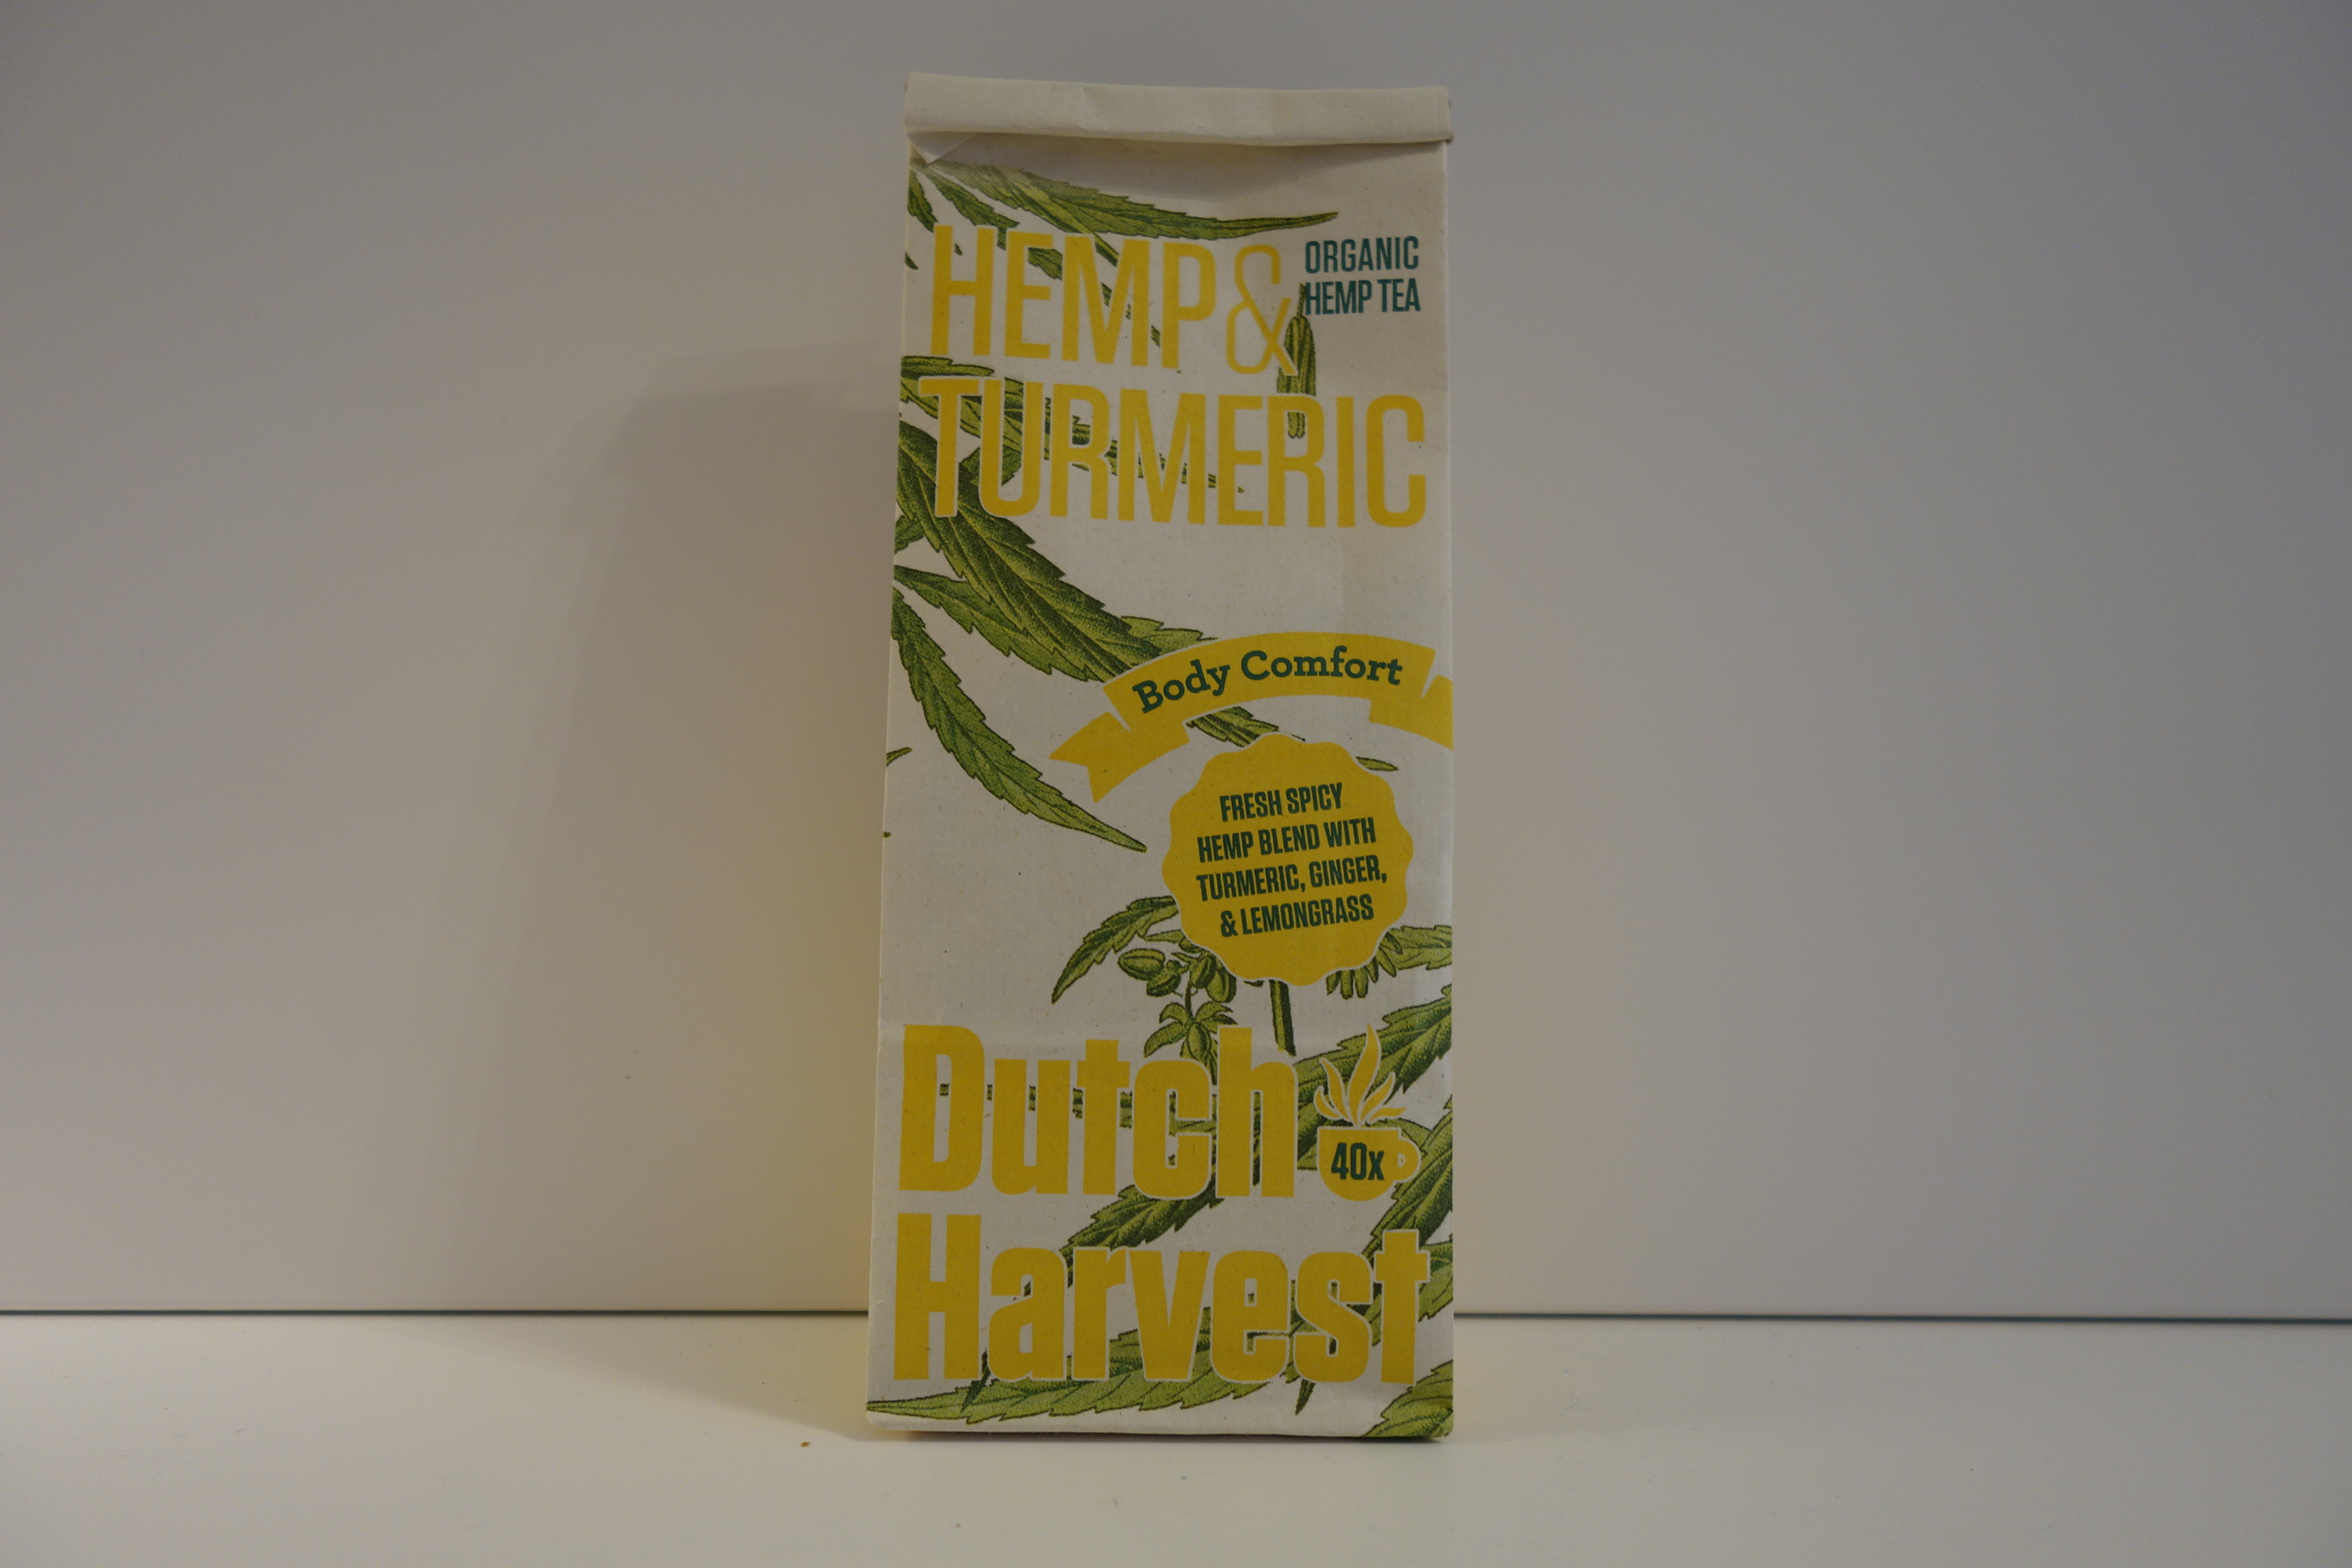 HEMP &
ORGANIC
HEMP TEA
TURMERIC
Body Comfort
FRESH SPICY
HEMP BLEND WITH
TURMERIC, GINGER,
& LEMONGRASS
Dutch
40x
Harvest